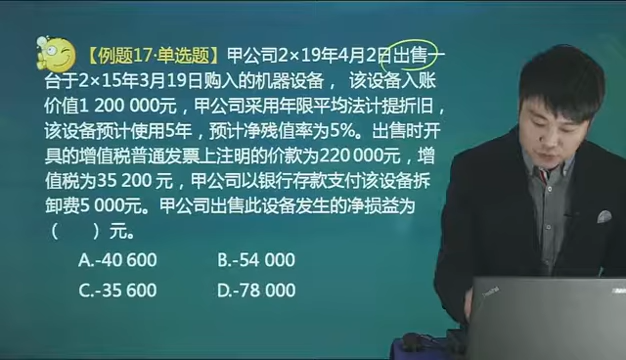 【例题17·单选题】甲公司2×19年4月2日出售一
台于2×15年3月19日购入的机器设备，该设备入账
价值1 200 000元，甲公司采用年限平均法计提折旧，
该设备预计使用5年，预计净残值率为5%。出售时开
具的增值税普通发票上注明的价款为220 000元，增
值税为35 200元，甲公司以银行存款支付该设备拆
卸费5 000元。甲公司出售此设备发生的净损益为
（ ）元。
A.-40 600 B.-54 000
C.-35 600 D.-78 000
ThinkPad